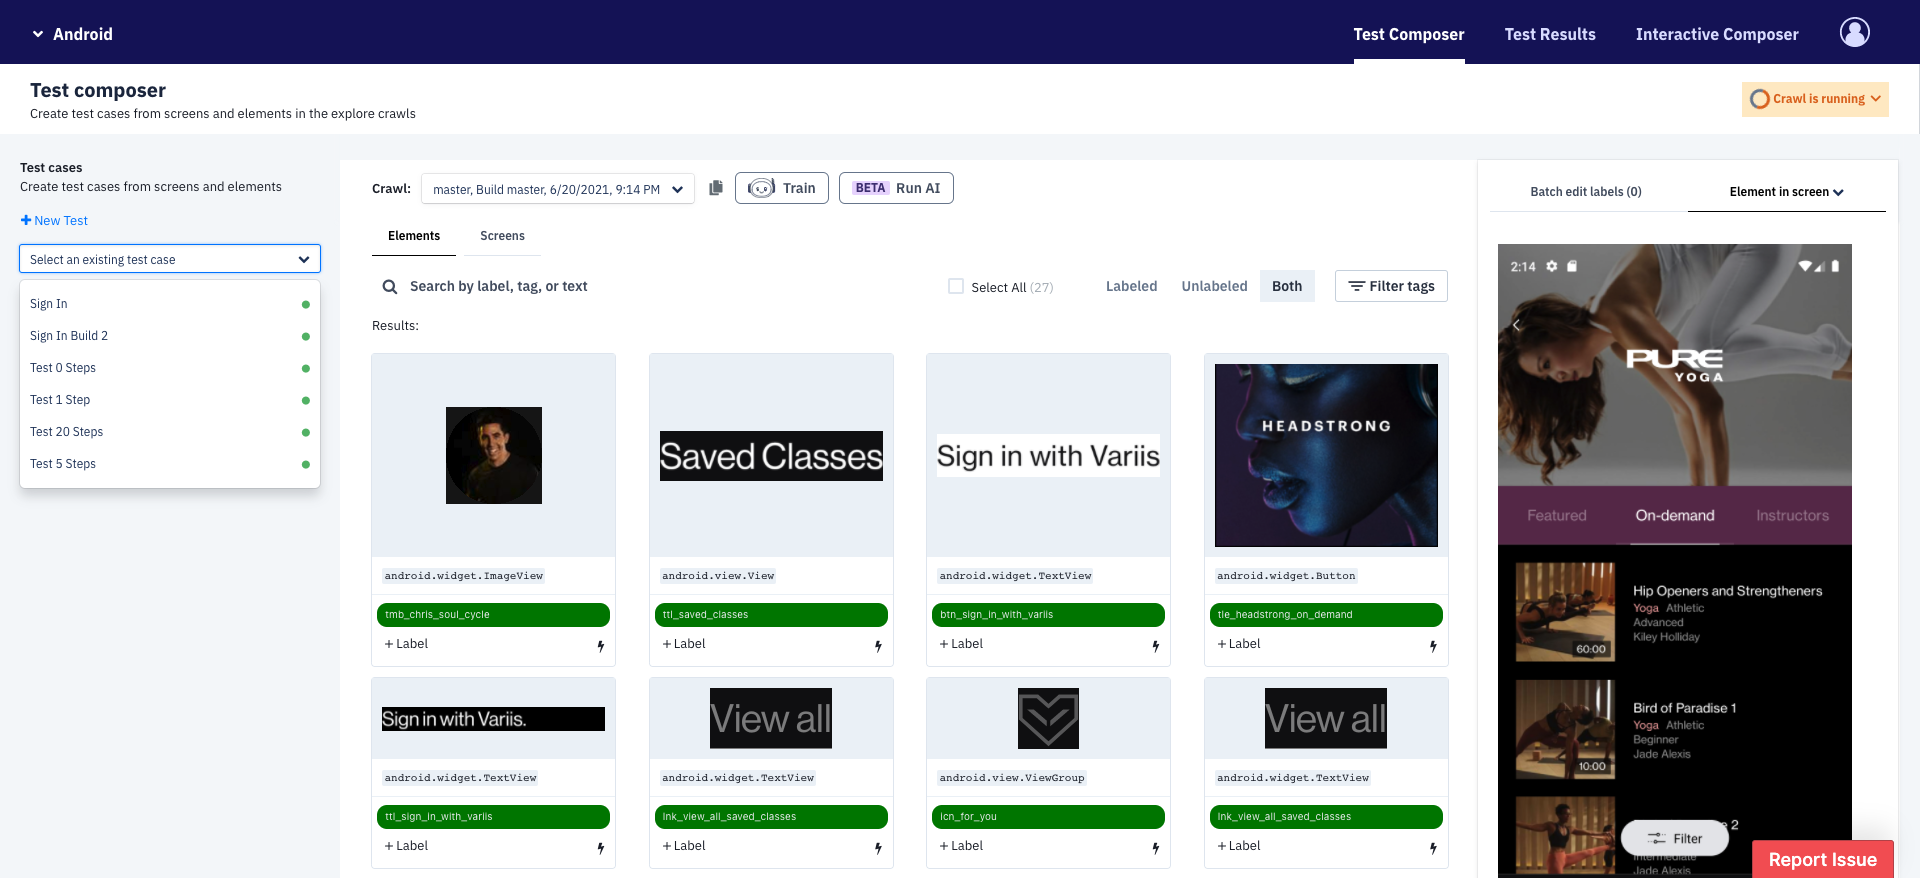 Android
Test Composer
Test Results
Interactive Composer
Test composer
Create test cases from screens and elements in the explore crawls
Crawl is running
Test cases
Create test cases from screens and elements
New Test
Select an existing test case
Sign In
Sign In Build 2
Test 0 Steps
Test 1 Step
Test 20 Steps
Test 5 Steps
Crawl:
master, Build master, 6/20/2021, 9:14 PM
Train
BETA Run AI
Elements
Screens
Search by label, tag, or text
Select All (27)
Labeled
Unlabeled
Both
Filter tags
Results:
Saved Classes
Sign in with Variis
HEADSTRONG
android.widget.ImageView
android.view.View
android.widget.TextView
android.widget.Button
tmb_chris_soul_cycle
ttl_saved_classes
btn_sign_in_with_variis
tle_headstrong_on_demand
+ Label
+ Label
+ Label
+ Label
Sign in with Variis.
View all
View all
android.widget.TextView
android.widget.TextView
android.view.ViewGroup
android.widget.TextView
ttl_sign_in_with_variis
lnk_view_all_saved_classes
icn_for_you
lnk_view_all_saved_classes
+ Label
+ Label
+ Label
+ Label
Batch edit labels (0)
Element in screen
2:14
PURE
YOGA
Featured
On-demand
Instructors
Hip Openers and Strengtheners
Yoga Athletic
Advanced
Kiley Holliday
60:00
Bird of Paradise 1
Yoga Athletic
Beginner
Jade Alexis
10:00
e 2
Filter
Intermediate
Jade Alexis
Report Issue